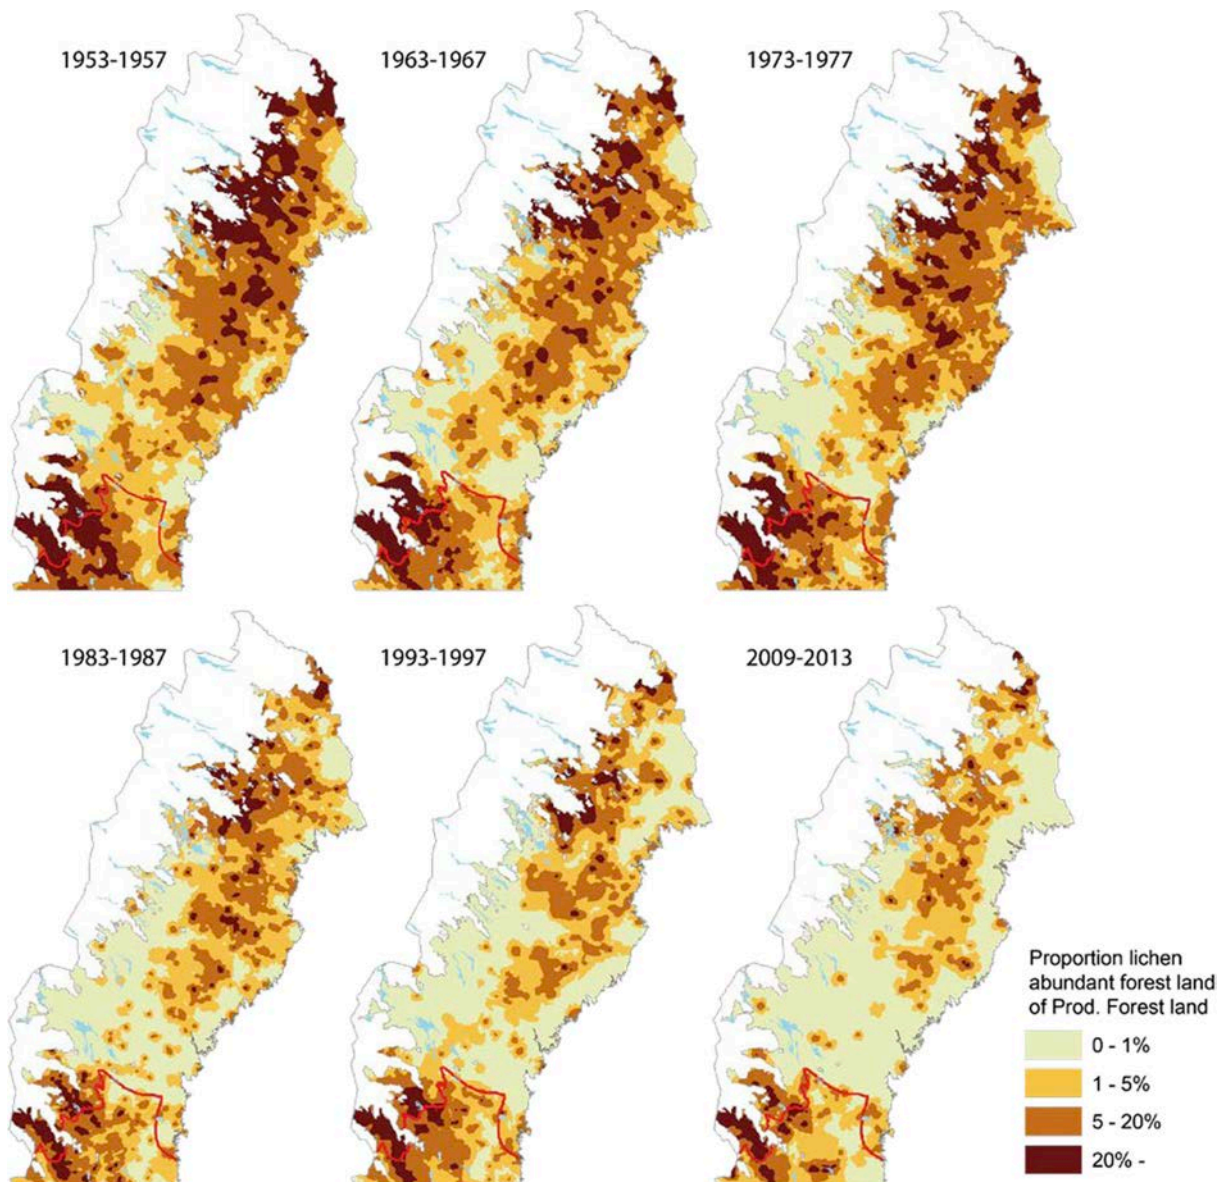 1953-1957
1963-1967
1973-1977
1983-1987
1993-1997
2009-2013
Proportion lichen
abundant forest land
of Prod. Forest land
0 - 1%
1 - 5%
5 - 20%
20% -